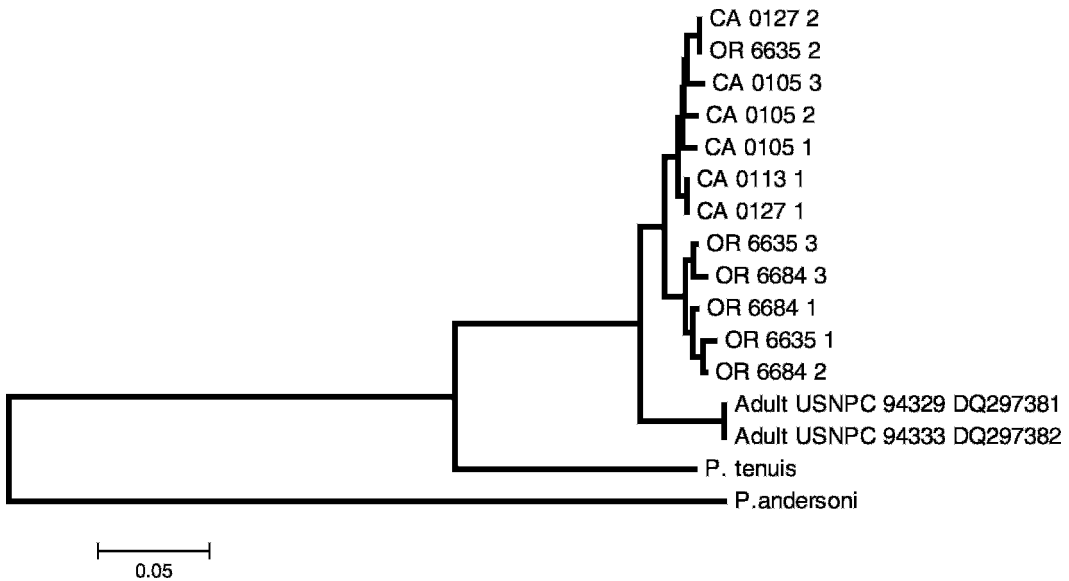 CA 0127 2
OR 6635 2
CA 0105 3
CA 0105 2
CA 0105 1
CA 0113 1
CA 0127 1
OR 6635 3
OR 6684 3
OR 6684 1
OR 6635 1
OR 6684 2
Adult USNPC 94329 DQ297381
Adult USNPC 94333 DQ297382
P. tenuis
P.andersoni
0.05